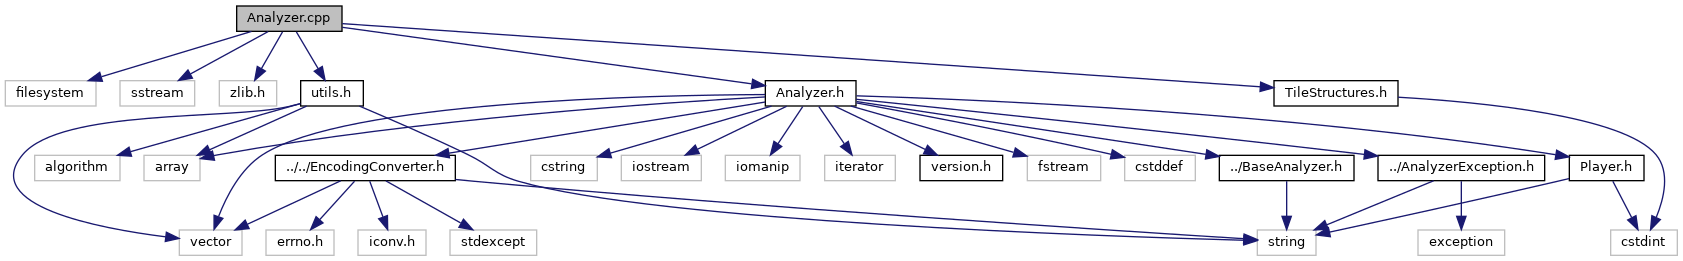 Analyzer.cpp
filesystem
sstream
zlib.h
utils.h
Analyzer.h
TileStructures.h
algorithm
array
../../EncodingConverter.h
cstring
iostream
iomanip
iterator
version.h
fstream
cstddef
../BaseAnalyzer.h
../AnalyzerException.h
Player.h
vector
errno.h
iconv.h
stdexcept
string
exception
cstdint